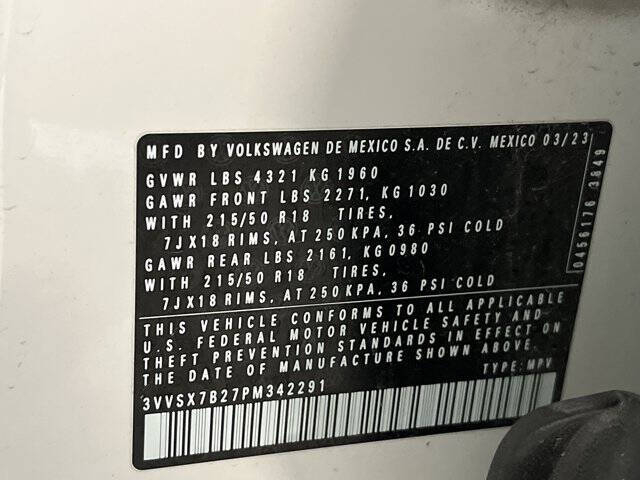 MFD BY VOLKSWAGEN DE MEXICO S.A. DE C.V. MEXICO 03/23
GVWR LBS 4321 KG 1960
GAWR FRONT LBS 2271, KG 1030
WITH 215/50 R18 TIRES,
7JX18 RIMS, AT 250 KPA, 36 PSI COLD
GAWR REAR LBS 2161, KG 0980
WITH 215/50 R18 TIRES,
7JX18 RIMS, AT 250 KPA, 36 PSI COLD
THIS VEHICLE CONFORMS TO ALL APPLICABLE
U.S. FEDERAL MOTOR VEHICLE SAFETY AND
THEFT PREVENTION STANDARDS IN EFFECT ON
THE DATE OF MANUFACTURE SHOWN ABOVE.
3VVSX7B27PM342291 TYPE: MPV
0456176 3849